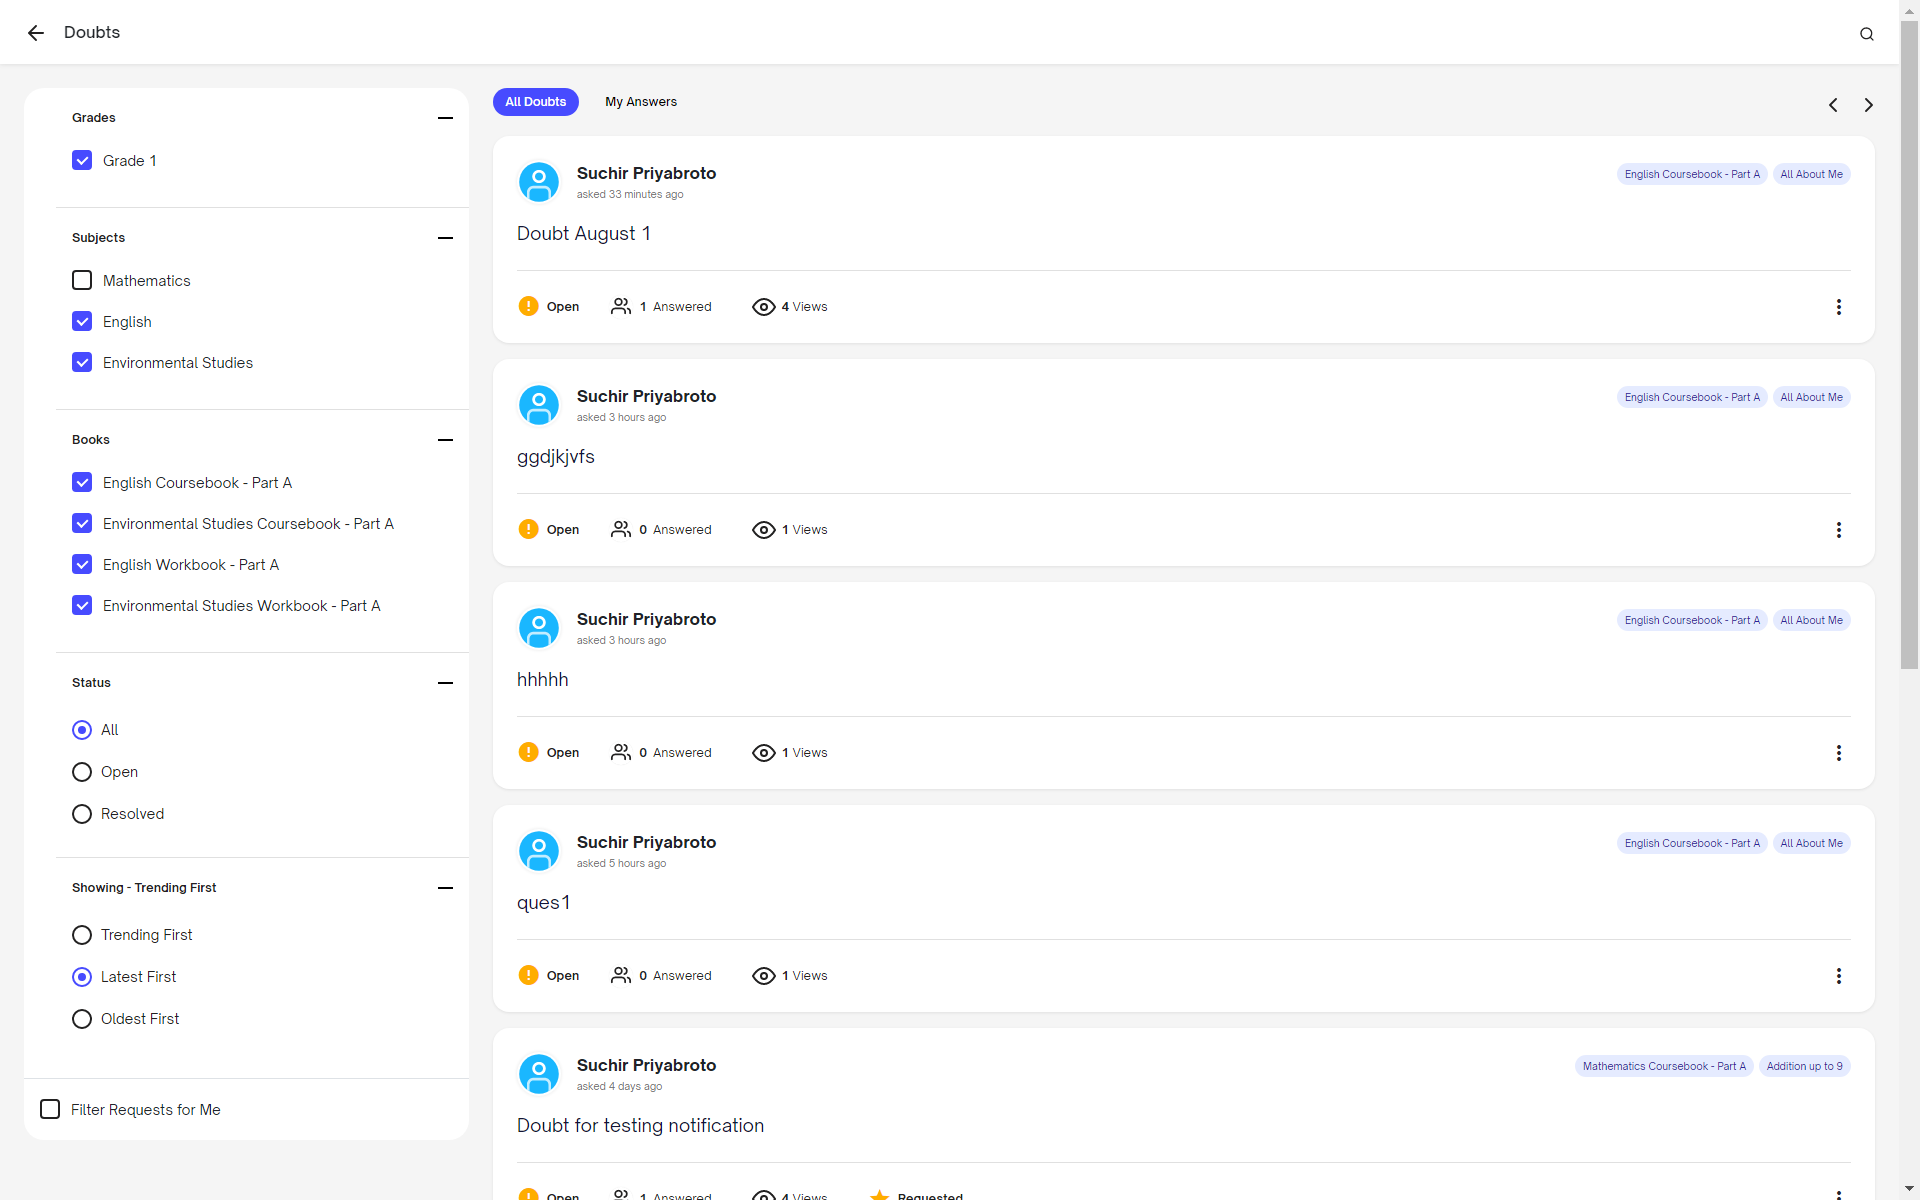 Doubts
Grades
Grade 1
Subjects
Mathematics
English
Environmental Studies
Books
English Coursebook - Part A
Environmental Studies Coursebook - Part A
English Workbook - Part A
Environmental Studies Workbook - Part A
Status
All
Open
Resolved
Showing - Trending First
Trending First
Latest First
Oldest First
Filter Requests for Me
All Doubts My Answers
Suchir Priyabroto English Coursebook - Part A All About Me
asked 33 minutes ago
Doubt August 1
Open 1 Answered 4 Views
Suchir Priyabroto English Coursebook - Part A All About Me
asked 3 hours ago
ggdjkjvfs
Open 0 Answered 1 Views
Suchir Priyabroto English Coursebook - Part A All About Me
asked 3 hours ago
hhhhh
Open 0 Answered 1 Views
Suchir Priyabroto English Coursebook - Part A All About Me
asked 5 hours ago
ques1
Open 0 Answered 1 Views
Suchir Priyabroto Mathematics Coursebook - Part A Addition up to 9
asked 4 days ago
Doubt for testing notification
Open 1 Answered 4 Views Requested